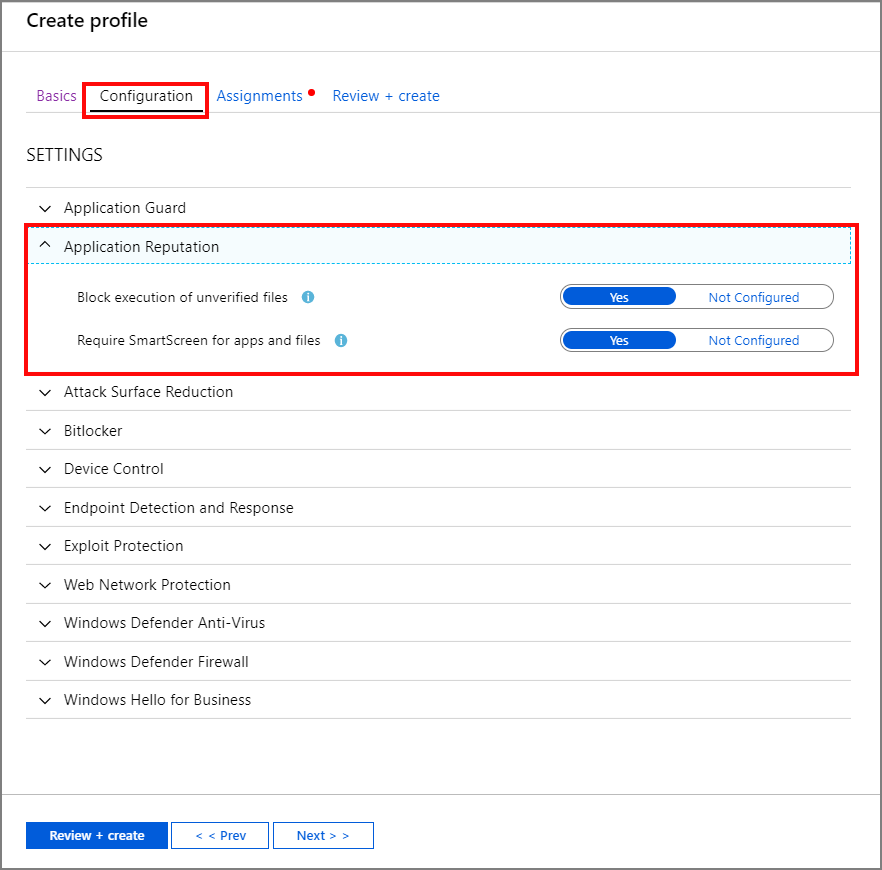 Create profile
Basics Configuration Assignments Review + create
SETTINGS
Application Guard
Application Reputation
Block execution of unverified files i Yes Not Configured
Require SmartScreen for apps and files i Yes Not Configured
Attack Surface Reduction
Bitlocker
Device Control
Endpoint Detection and Response
Exploit Protection
Web Network Protection
Windows Defender Anti-Virus
Windows Defender Firewall
Windows Hello for Business
Review + create < < Prev Next > >